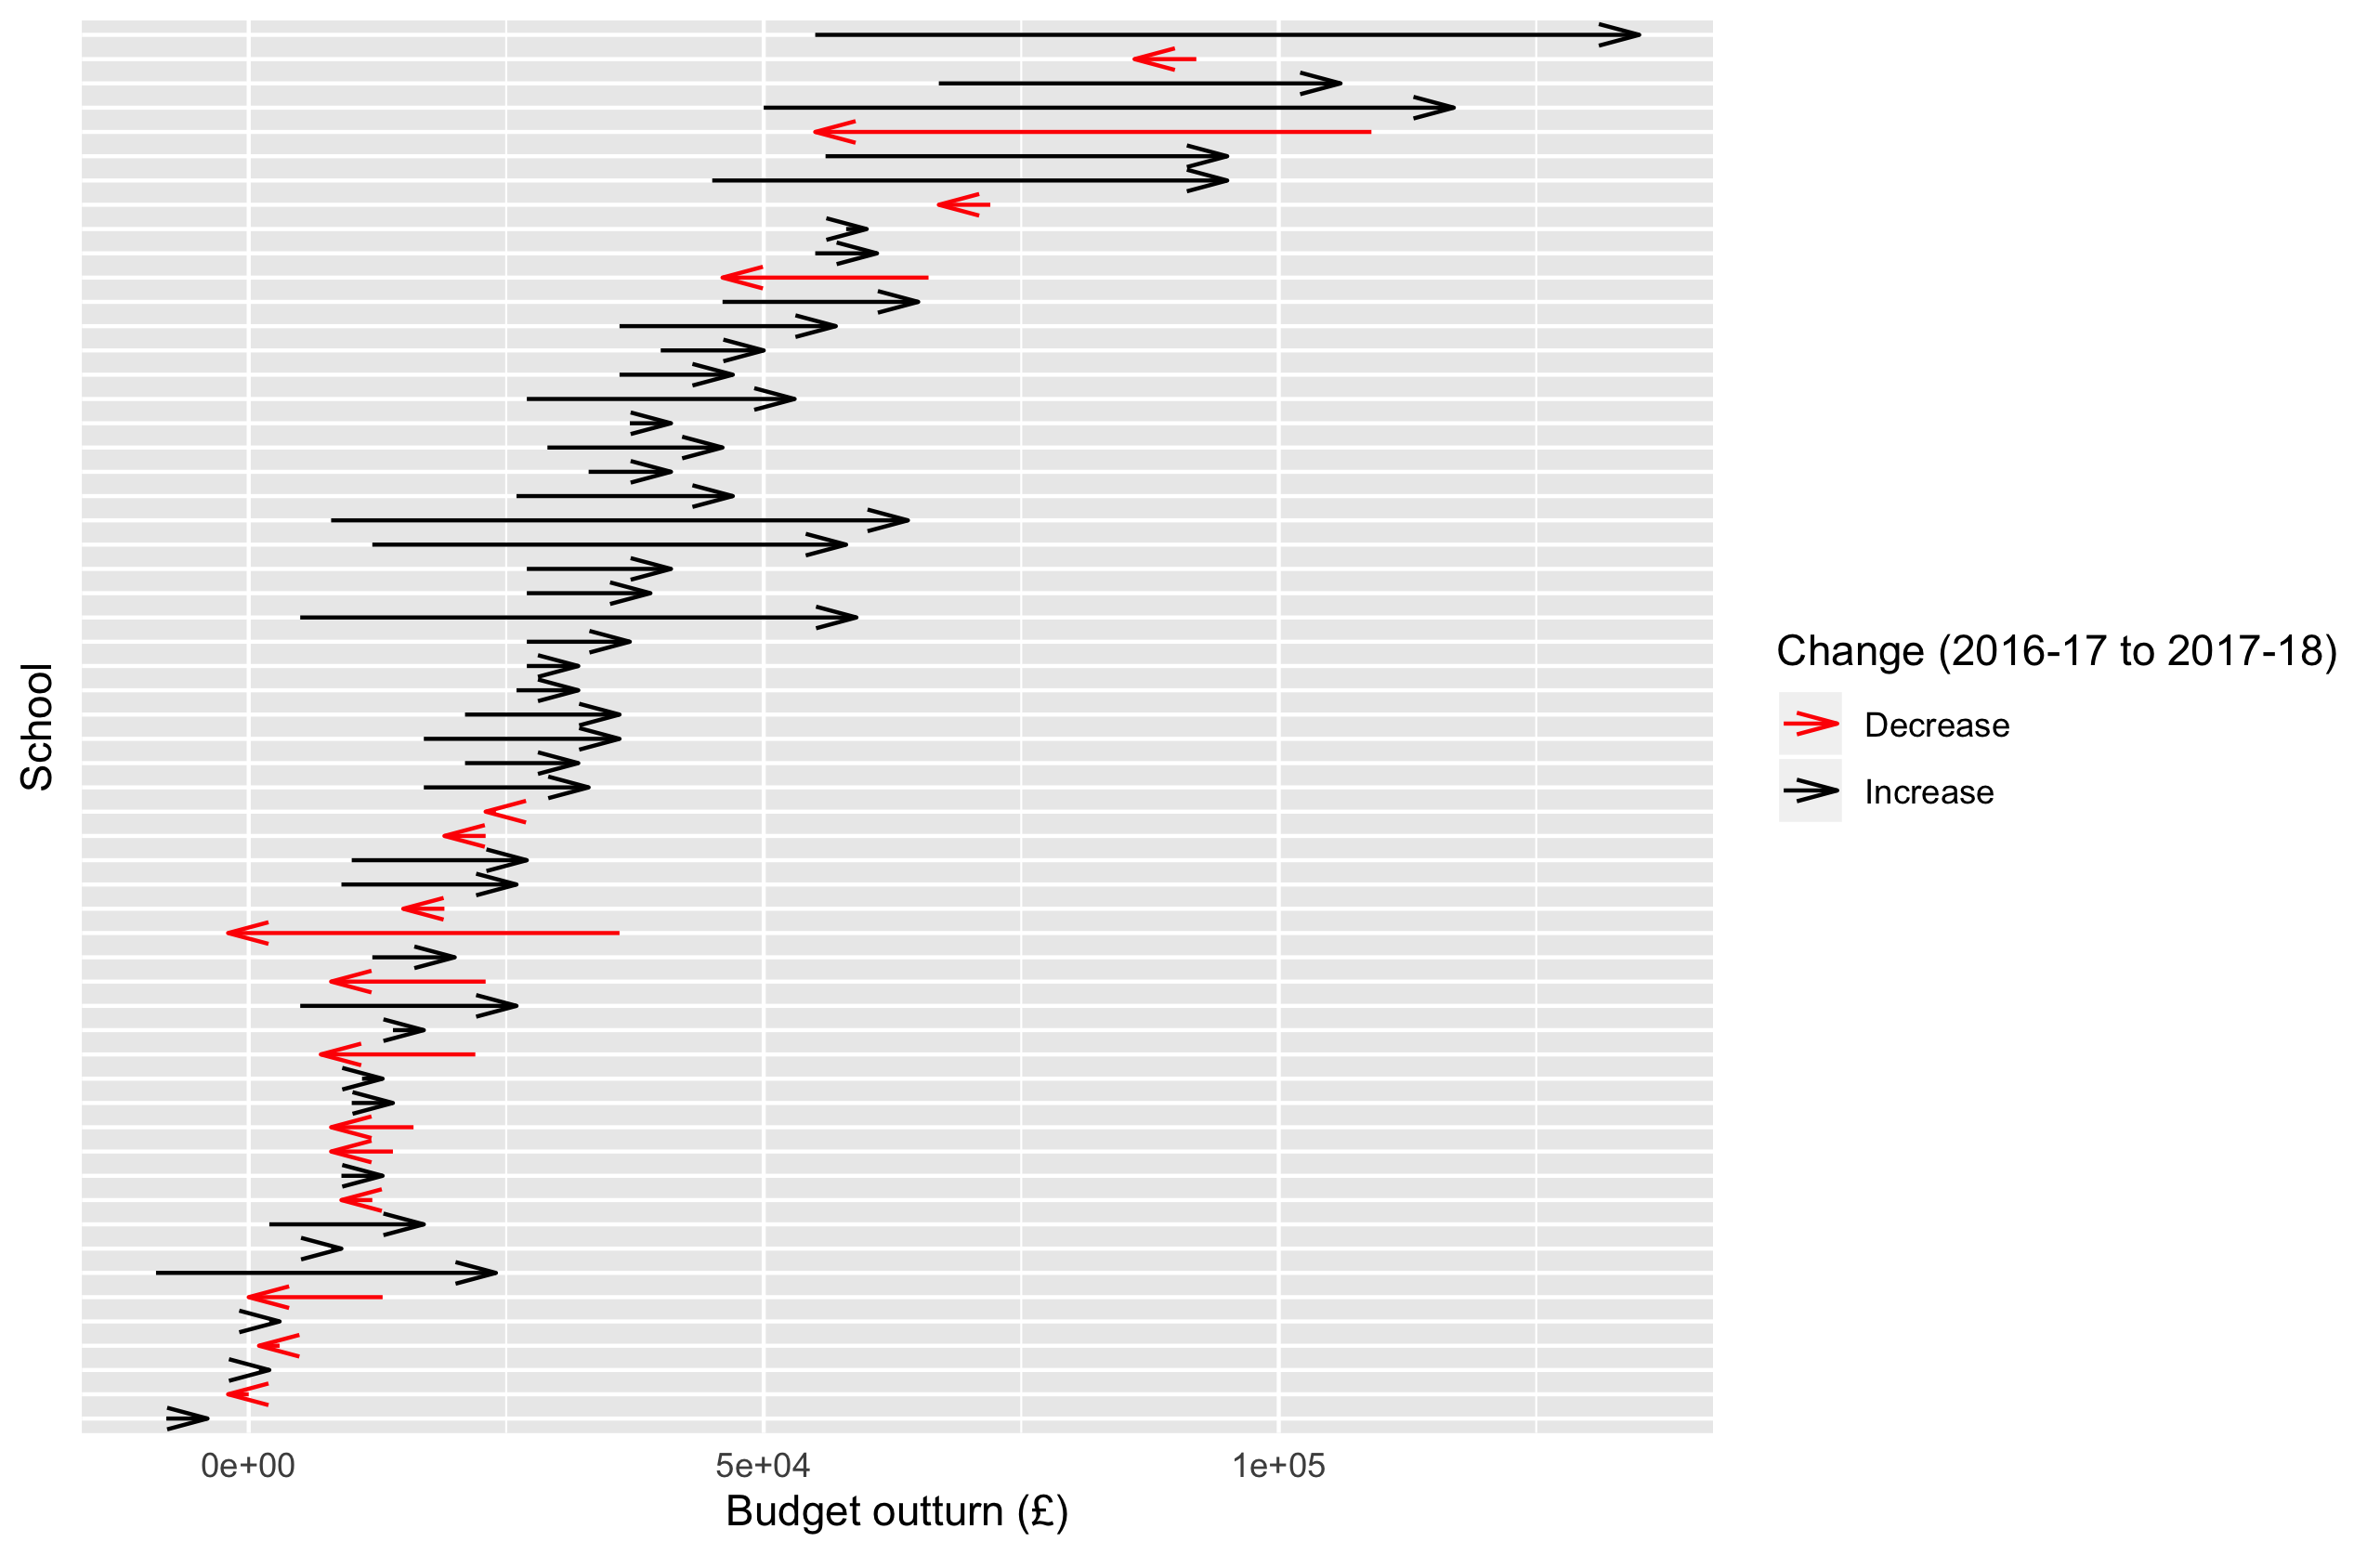 School
0e+00
5e+04
1e+05
Budget outturn (£)
Change (2016-17 to 2017-18)
Decrease
Increase